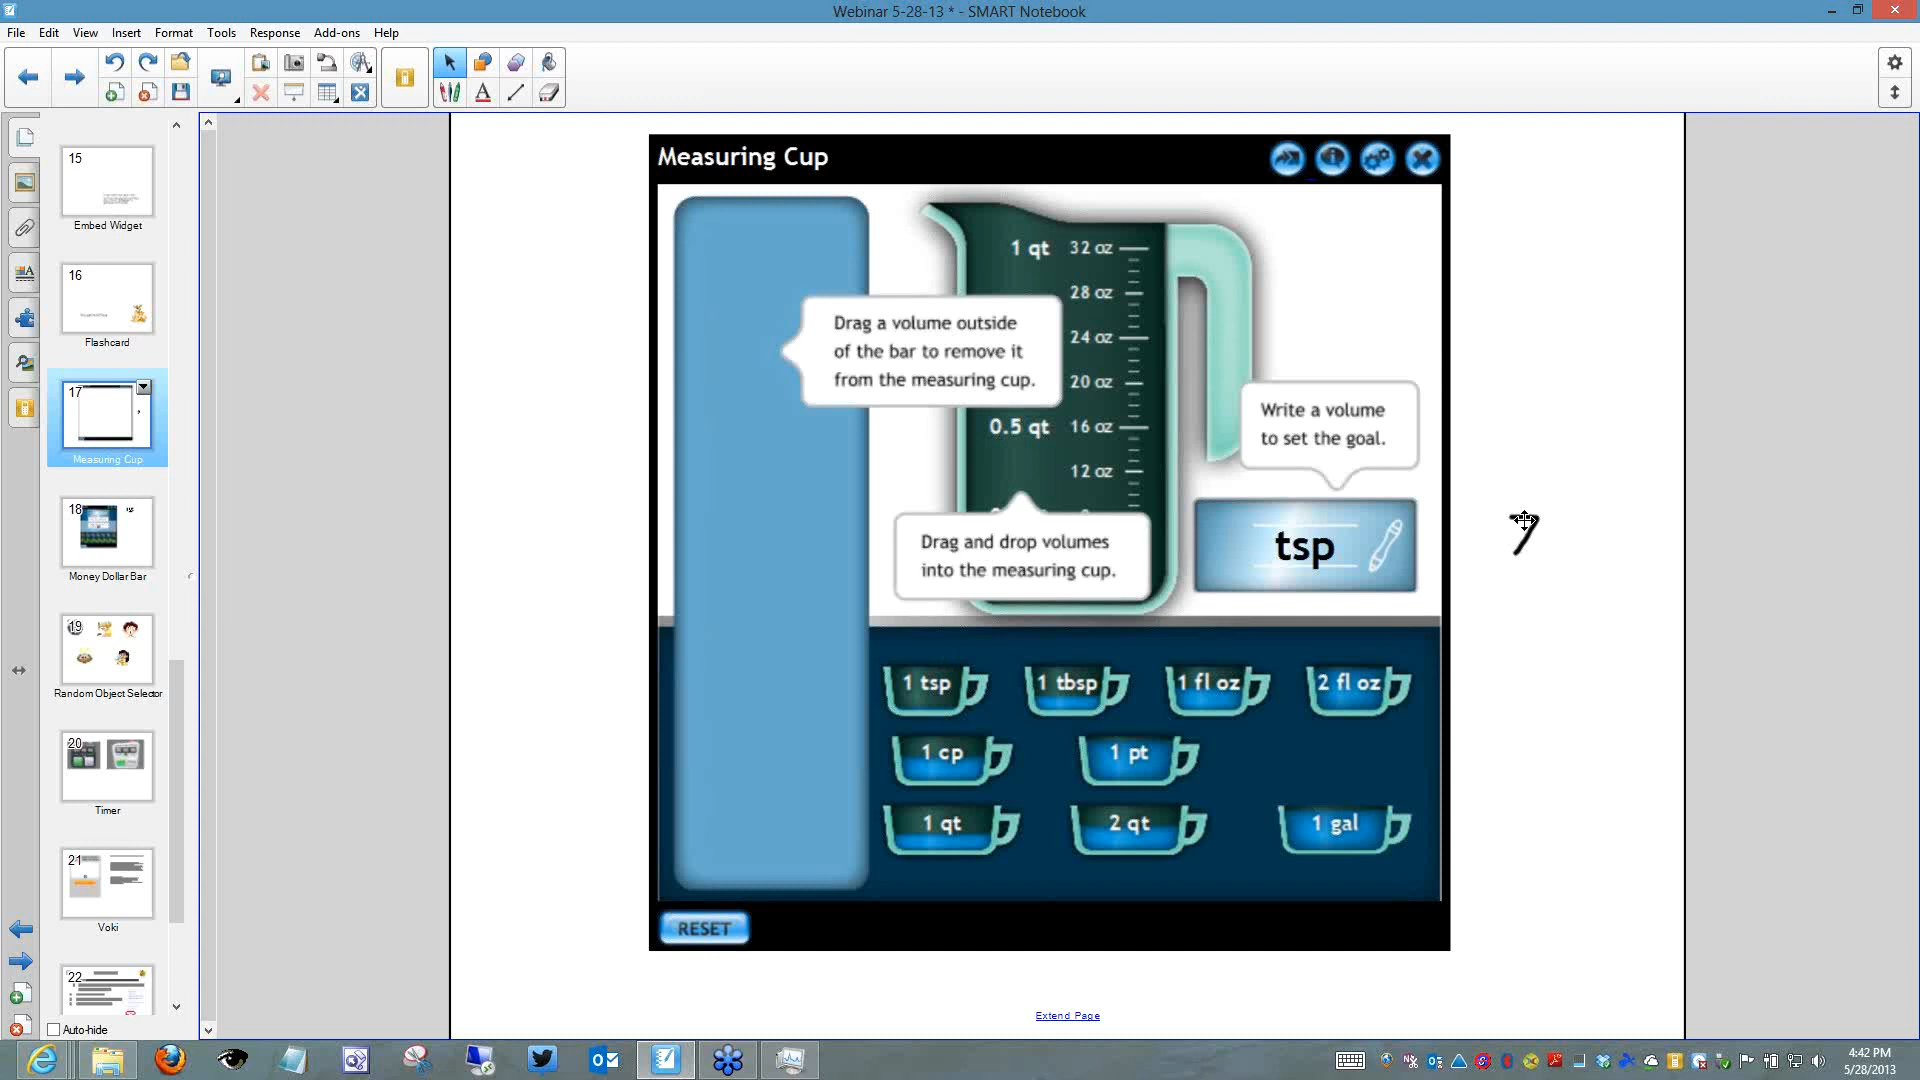 Webinar 5-28-13 * - SMART Notebook
File Edit View Insert Format Tools Response Add-ons Help
15
Embed Widget
16
Flashcard
17
Measuring Cup
18
Money Dollar Bar
19
Random Object Selector
20
Timer
21
Voki
22
Auto-hide
Measuring Cup
1 qt 32 oz
28 oz
24 oz
20 oz
0.5 qt 16 oz
12 oz
Drag a volume outside
of the bar to remove it
from the measuring cup.
Write a volume
to set the goal.
Drag and drop volumes
into the measuring cup.
tsp
7
1 tsp 1 tbsp 1 fl oz 2 fl oz
1 cp 1 pt
1 qt 2 qt 1 gal
RESET
Extend Page
4:42 PM
5/28/2013